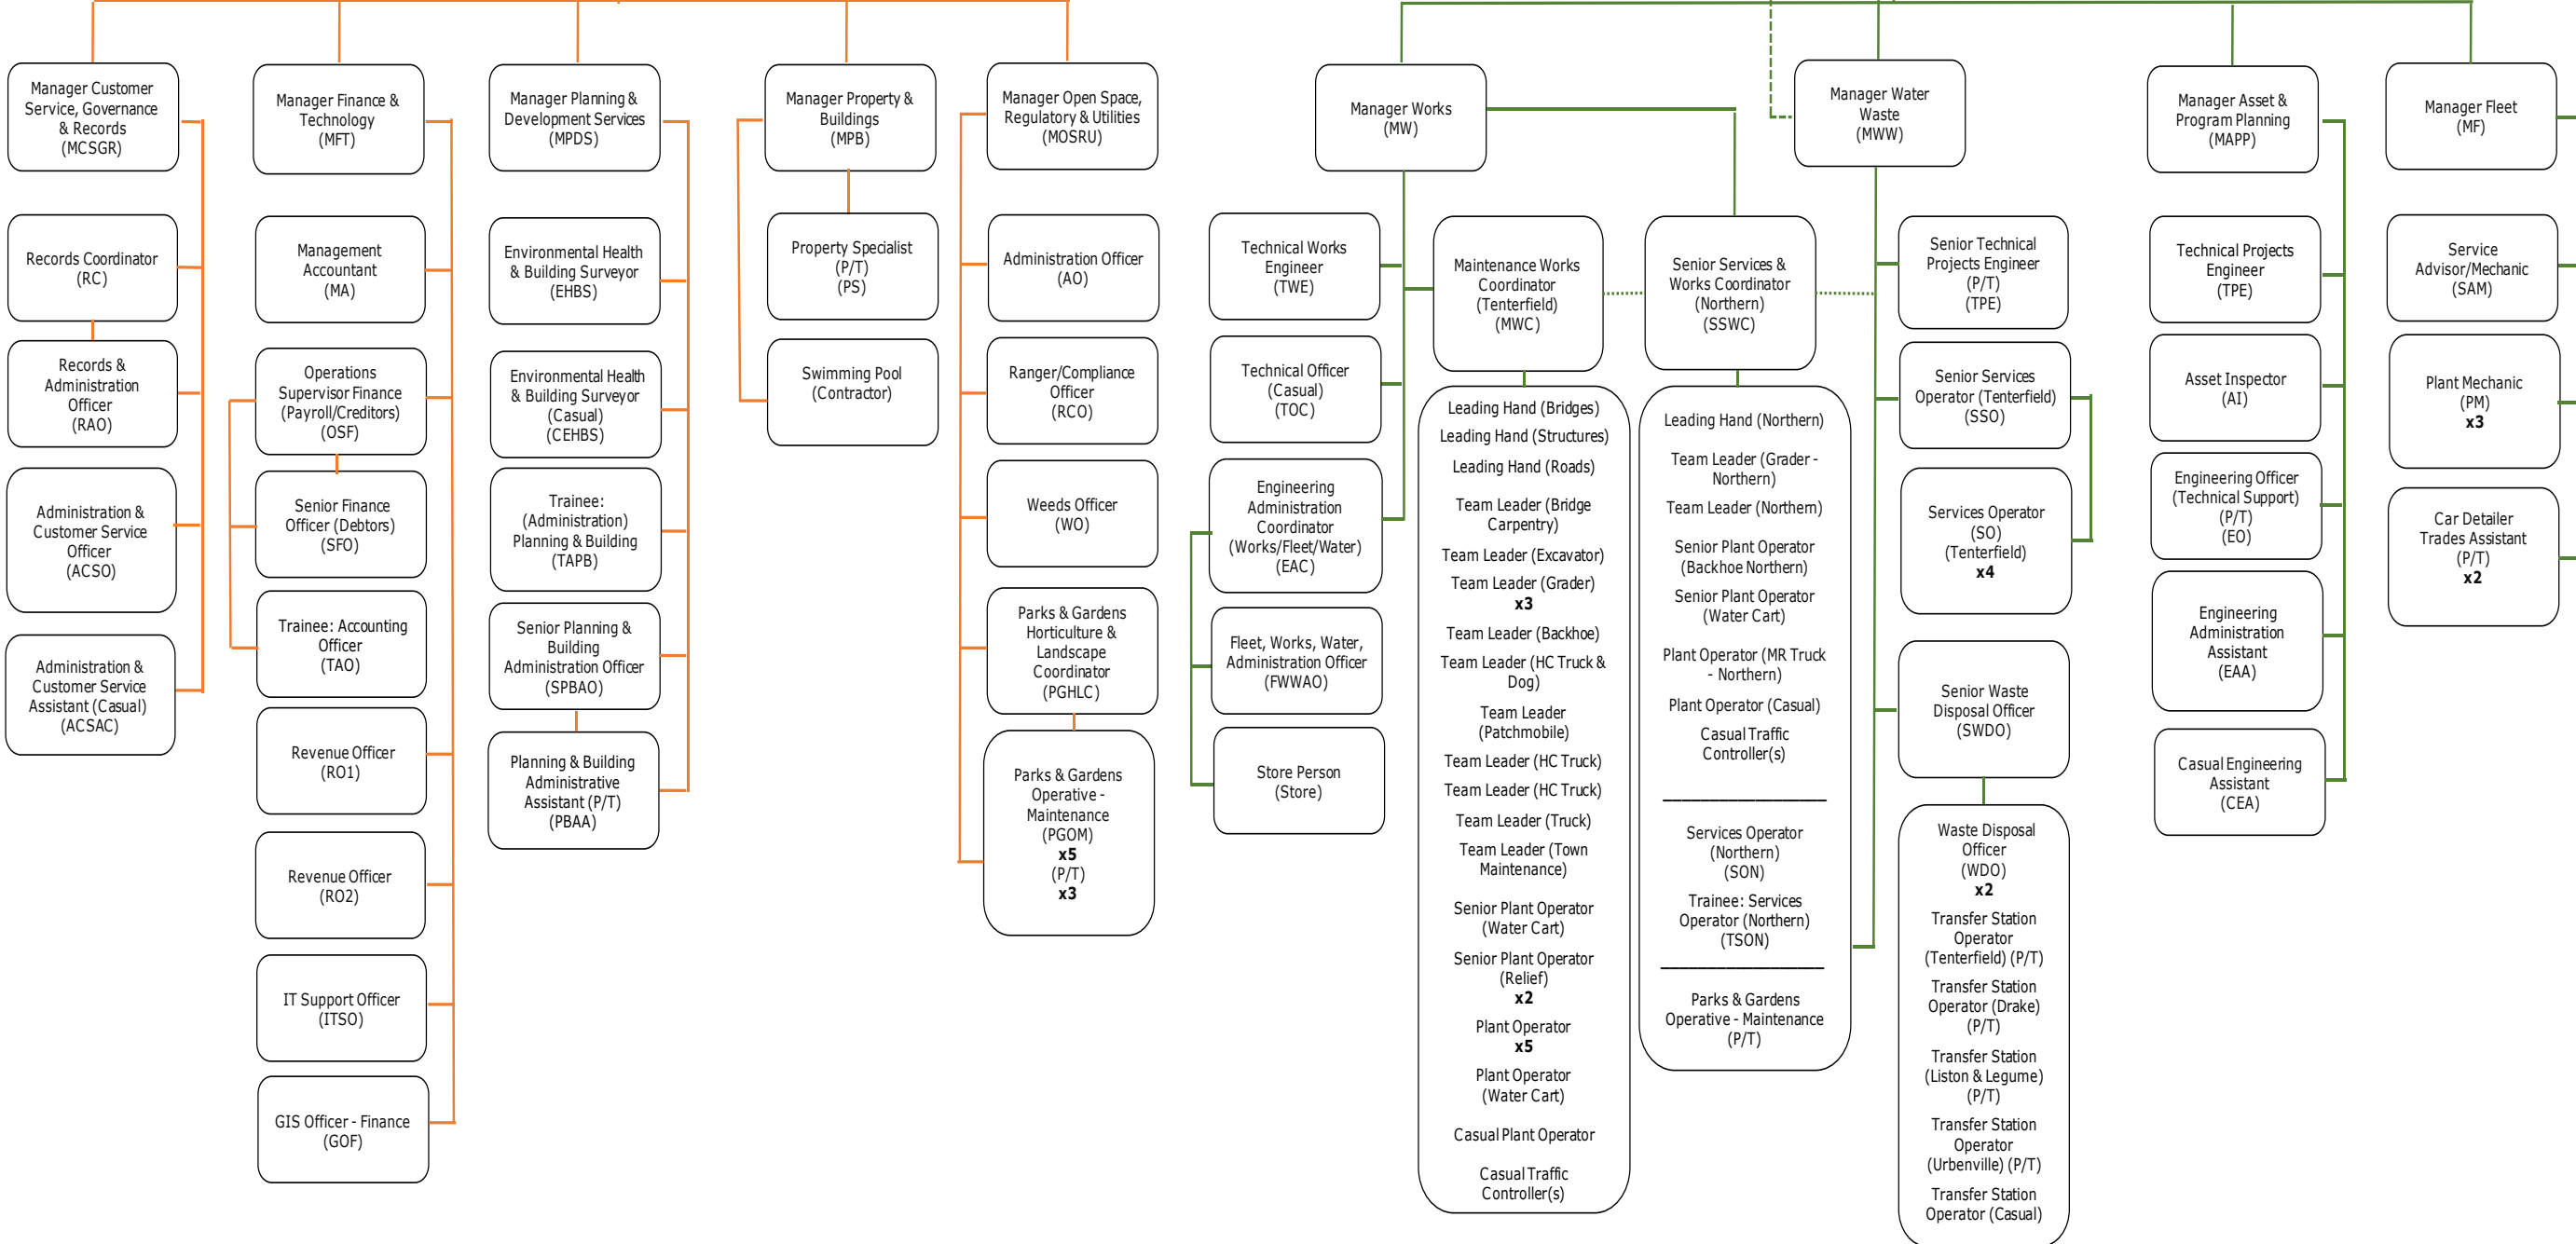 Manager Customer
Service, Governance
& Records
(MCSGR)
Records Coordinator
(RC)
Records &
Administration
Officer
(RAO)
Administration &
Customer Service
Officer
(ACSO)
Administration &
Customer Service
Assistant (Casual)
(ACSAC)
Manager Finance &
Technology
(MFT)
Management
Accountant
(MA)
Operations
Supervisor Finance
(Payroll/Creditors)
(OSF)
Senior Finance
Officer (Debtors)
(SFO)
Trainee: Accounting
Officer
(TAO)
Revenue Officer
(RO1)
Revenue Officer
(RO2)
IT Support Officer
(ITSO)
GIS Officer - Finance
(GOF)
Manager Planning &
Development Services
(MPDS)
Environmental Health
& Building Surveyor
(EHBS)
Environmental Health
& Building Surveyor
(Casual)
(CEHBS)
Trainee:
(Administration)
Planning & Building
(TAPB)
Senior Planning &
Building
Administration Officer
(SPBAO)
Planning & Building
Administrative
Assistant (P/T)
(PBAA)
Manager Property &
Buildings
(MPB)
Property Specialist
(P/T)
(PS)
Swimming Pool
(Contractor)
Manager Open Space,
Regulatory & Utilities
(MOSRU)
Administration Officer
(AO)
Ranger/Compliance
Officer
(RCO)
Weeds Officer
(WO)
Parks & Gardens
Horticulture &
Landscape
Coordinator
(PGHLC)
Parks & Gardens
Operative -
Maintenance
(PGOM)
x5
(P/T)
x3
Manager Works
(MW)
Technical Works
Engineer
(TWE)
Technical Officer
(Casual)
(TOC)
Engineering
Administration
Coordinator
(Works/Fleet/Water)
(EAC)
Fleet, Works, Water,
Administration Officer
(FWWAO)
Store Person
(Store)
Maintenance Works
Coordinator
(Tenterfield)
(MWC)
Leading Hand (Bridges)
Leading Hand (Structures)
Leading Hand (Roads)
Team Leader (Bridge
Carpentry)
Team Leader (Excavator)
Team Leader (Grader)
x3
Team Leader (Backhoe)
Team Leader (HC Truck &
Dog)
Team Leader
(Patchmobile)
Team Leader (HC Truck)
Team Leader (HC Truck)
Team Leader (Truck)
Team Leader (Town
Maintenance)
Senior Plant Operator
(Water Cart)
Senior Plant Operator
(Relief)
x2
Plant Operator
x5
Plant Operator
(Water Cart)
Casual Plant Operator
Casual Traffic
Controller(s)
Senior Services &
Works Coordinator
(Northern)
(SSWC)
Leading Hand (Northern)
Team Leader (Grader -
Northern)
Team Leader (Northern)
Senior Plant Operator
(Backhoe Northern)
Senior Plant Operator
(Water Cart)
Plant Operator (MR Truck
- Northern)
Plant Operator (Casual)
Casual Traffic
Controller(s)
Services Operator
(Northern)
(SON)
Trainee: Services
Operator (Northern)
(TSON)
Parks & Gardens
Operative - Maintenance
(P/T)
Manager Water
Waste
(MWW)
Senior Technical
Projects Engineer
(P/T)
(TPE)
Senior Services
Operator (Tenterfield)
(SSO)
Services Operator
(SO)
(Tenterfield)
x4
Senior Waste
Disposal Officer
(SWDO)
Waste Disposal
Officer
(WDO)
x2
Transfer Station
Operator
(Tenterfield) (P/T)
Transfer Station
Operator (Drake)
(P/T)
Transfer Station
(Liston & Legume)
(P/T)
Transfer Station
Operator
(Urbenville) (P/T)
Transfer Station
Operator (Casual)
Manager Asset &
Program Planning
(MAPP)
Technical Projects
Engineer
(TPE)
Asset Inspector
(AI)
Engineering Officer
(Technical Support)
(P/T)
(EO)
Engineering
Administration
Assistant
(EAA)
Casual Engineering
Assistant
(CEA)
Manager Fleet
(MF)
Service
Advisor/Mechanic
(SAM)
Plant Mechanic
(PM)
x3
Car Detailer
Trades Assistant
(P/T)
x2